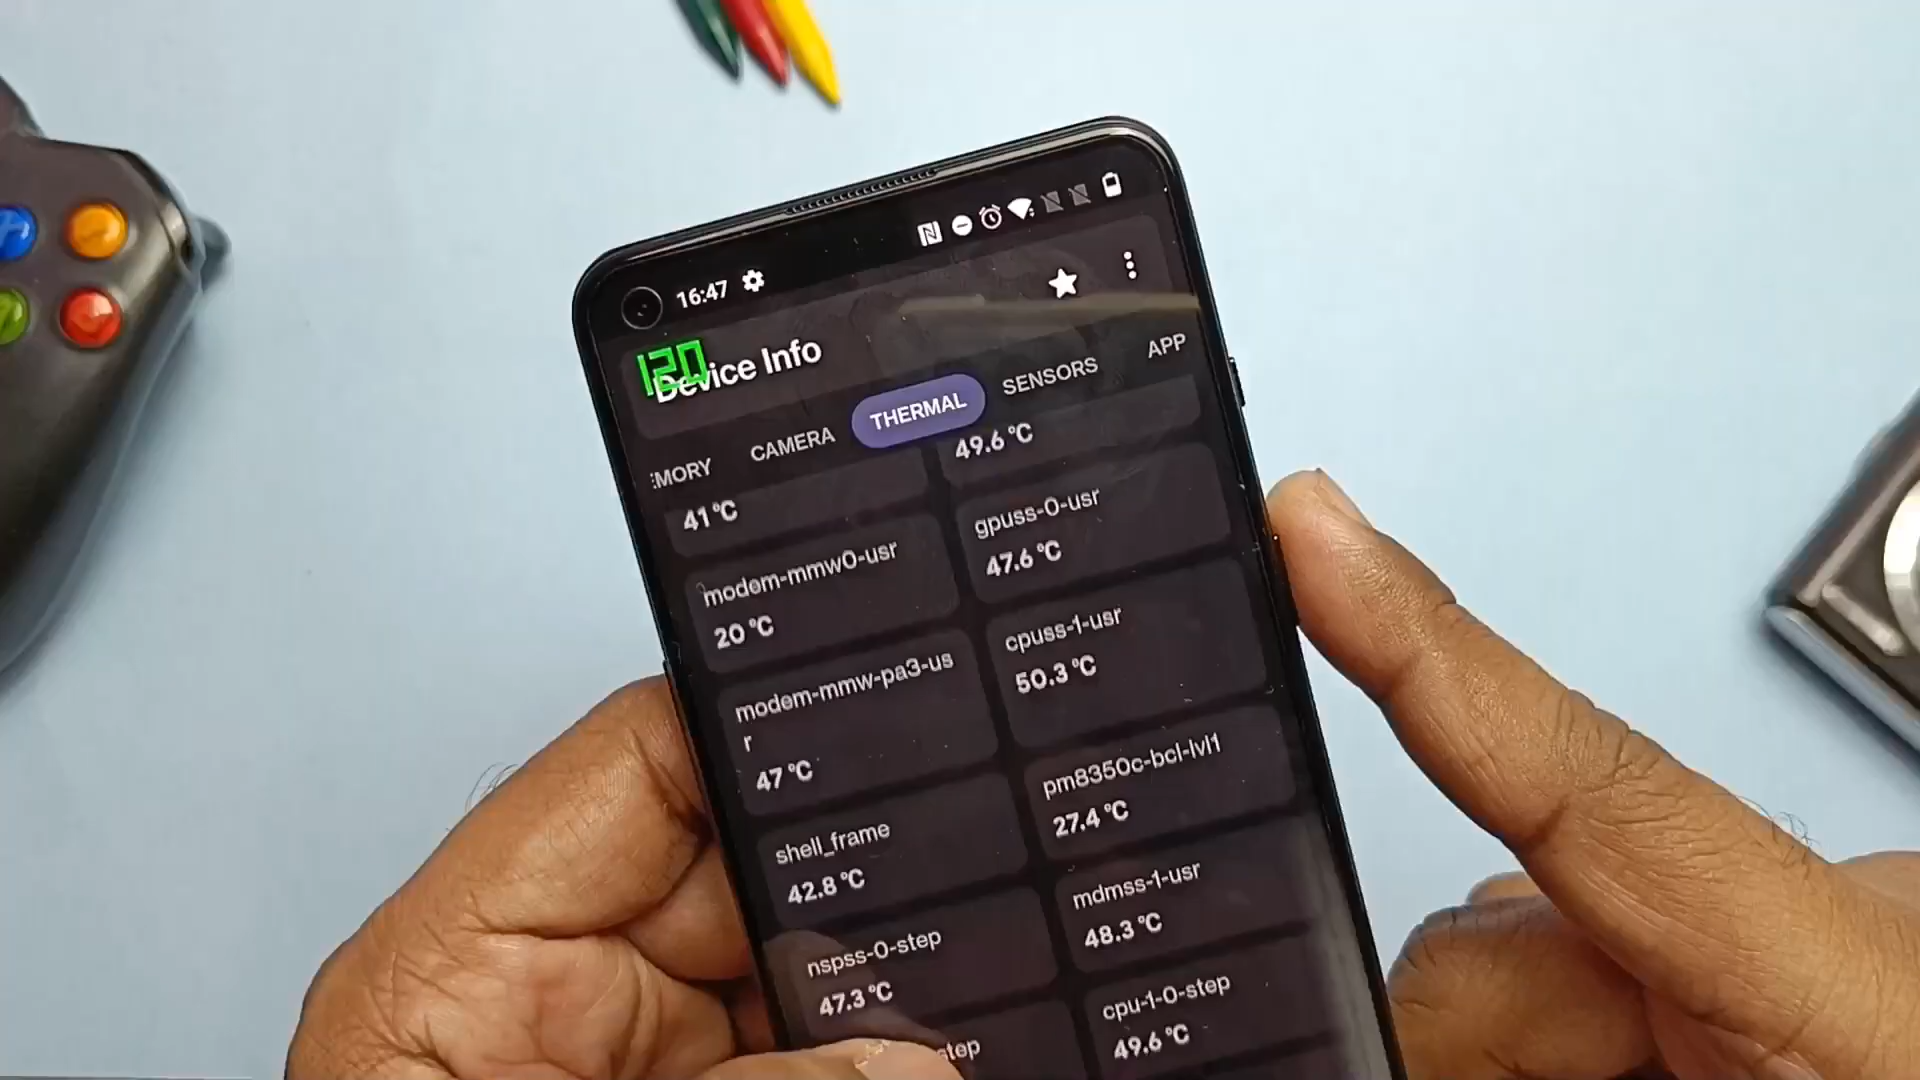 16:47
120
Device Info
EMORY CAMERA THERMAL SENSORS APP
41 °C
49.6 °C
modem-mmw0-usr
20 °C
gpuss-0-usr
47.6 °C
modem-mmw-pa3-us
r
47 °C
cpuss-1-usr
50.3 °C
shell_frame
42.8 °C
pm8350c-bcl-lvl1
27.4 °C
nspss-0-step
47.3 °C
mdmss-1-usr
48.3 °C
step
cpu-1-0-step
49.6 °C